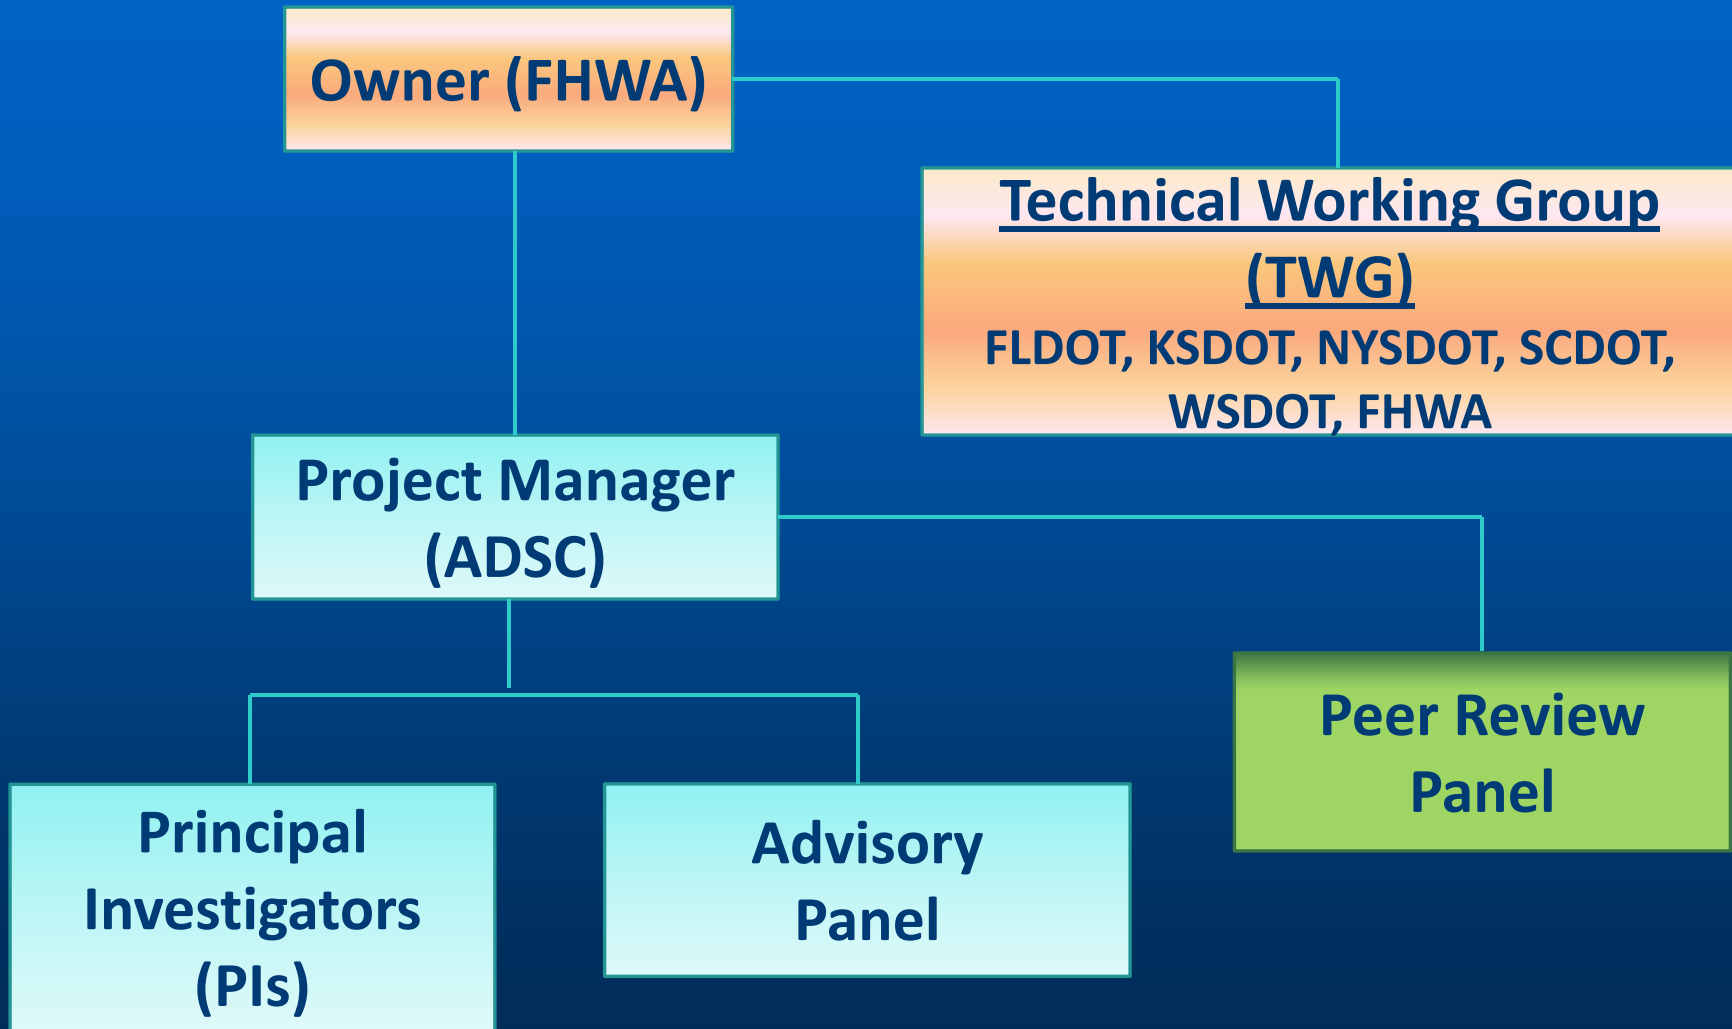 Owner (FHWA)
Technical Working Group
(TWG)
FLDOT, KSDOT, NYSDOT, SCDOT,
WSDOT, FHWA
Project Manager
(ADSC)
Peer Review
Panel
Principal
Investigators
(PIs)
Advisory
Panel